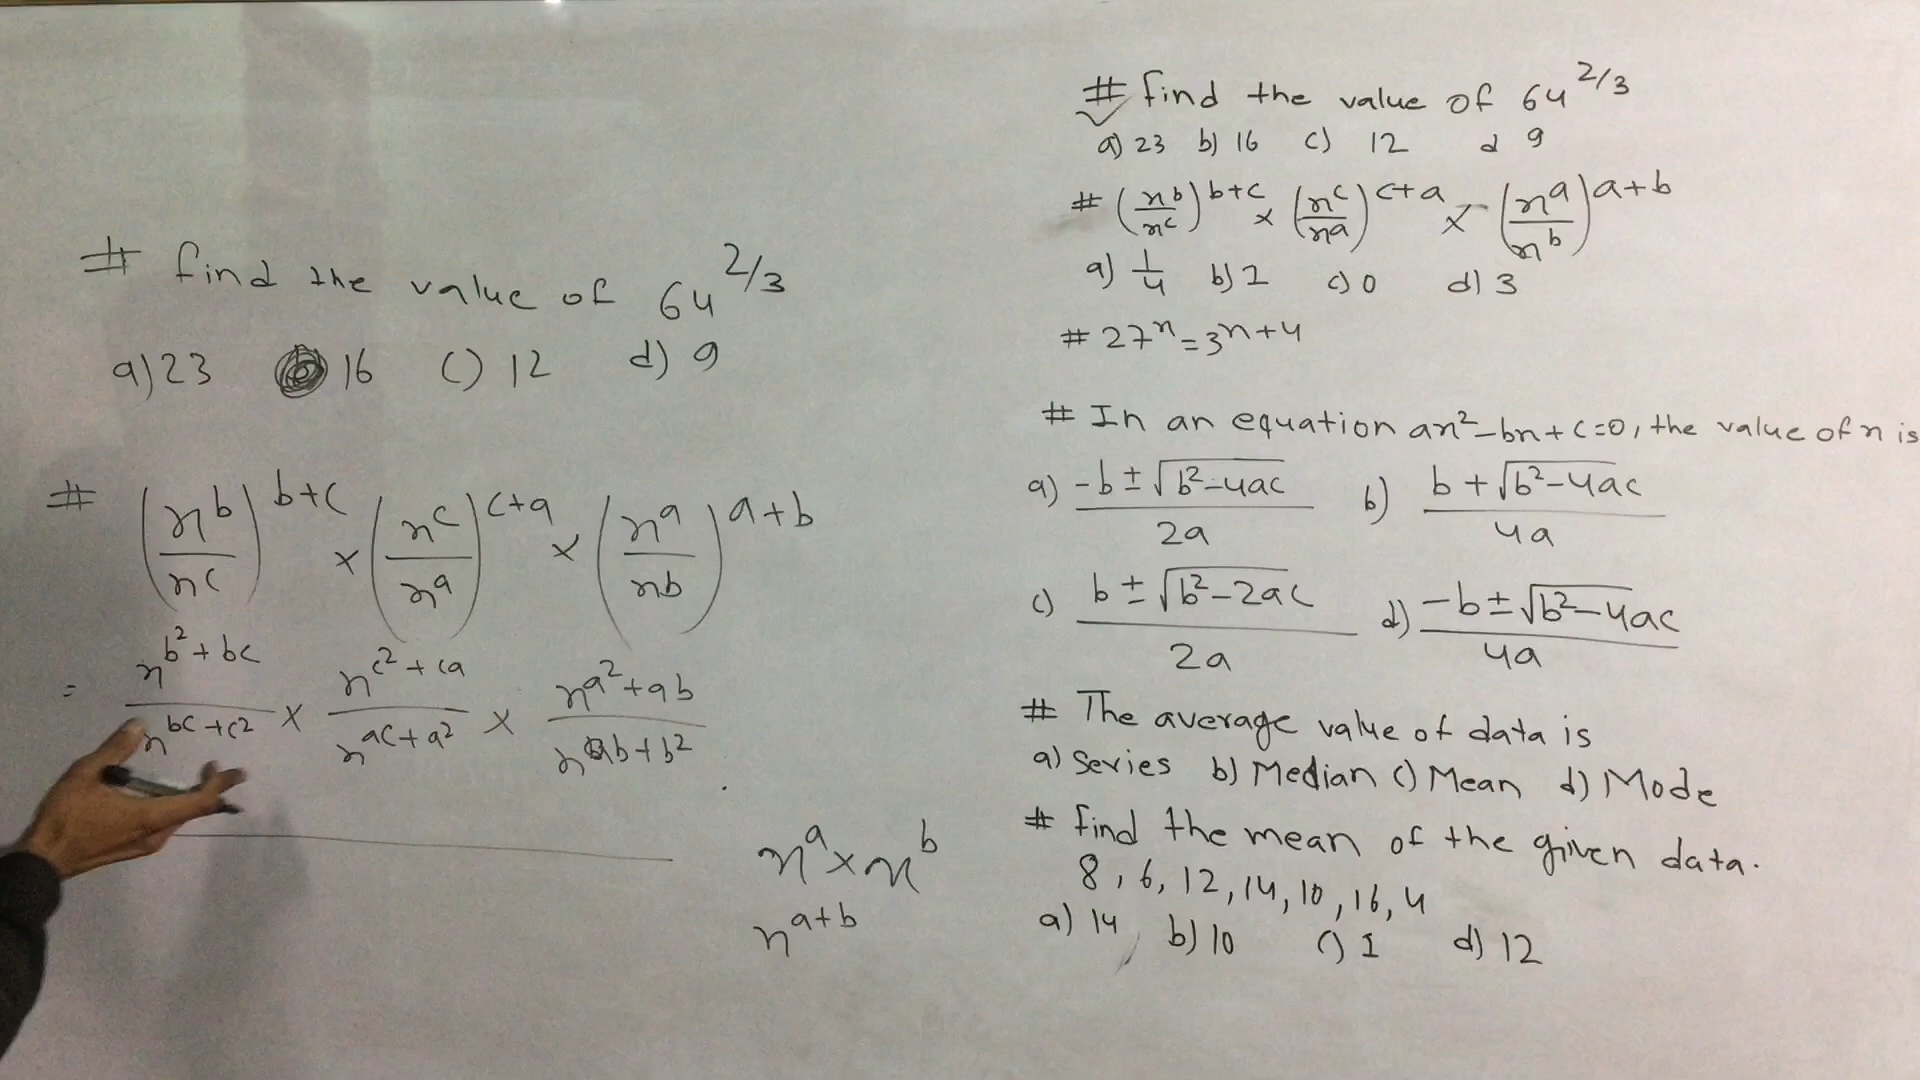 # find the value of 64^2/3
a) 23 b) 16 c) 12 d) 9
# (x^b/x^c)^b+c × (x^c/x^a)^c+a × (x^a/x^b)^a+b
= x^b²+bc/x^bc+c² × x^c²+ca/x^ac+a² × x^a²+ab/x^ab+b²
x^a × x^b
x^a+b
# find the value of 64^2/3
a) 23 b) 16 c) 12 d 9
# (x^b/x^c)^b+c × (x^c/x^a)^c+a × (x^a/x^b)^a+b
a) 1/4 b) 1 c) 0 d) 3
# 27^x = 3^x+4
# In an equation ax²-bx+c=0, the value of x is
a) -b ± √b²-4ac / 2a b) b + √b²-4ac / 4a
c) b ± √b²-2ac / 2a d) -b ± √b²-4ac / 4a
# The average value of data is
a) Series b) Median c) Mean d) Mode
# find the mean of the given data.
8, 6, 12, 14, 10, 16, 4
a) 14 b) 10 c) 1 d) 12